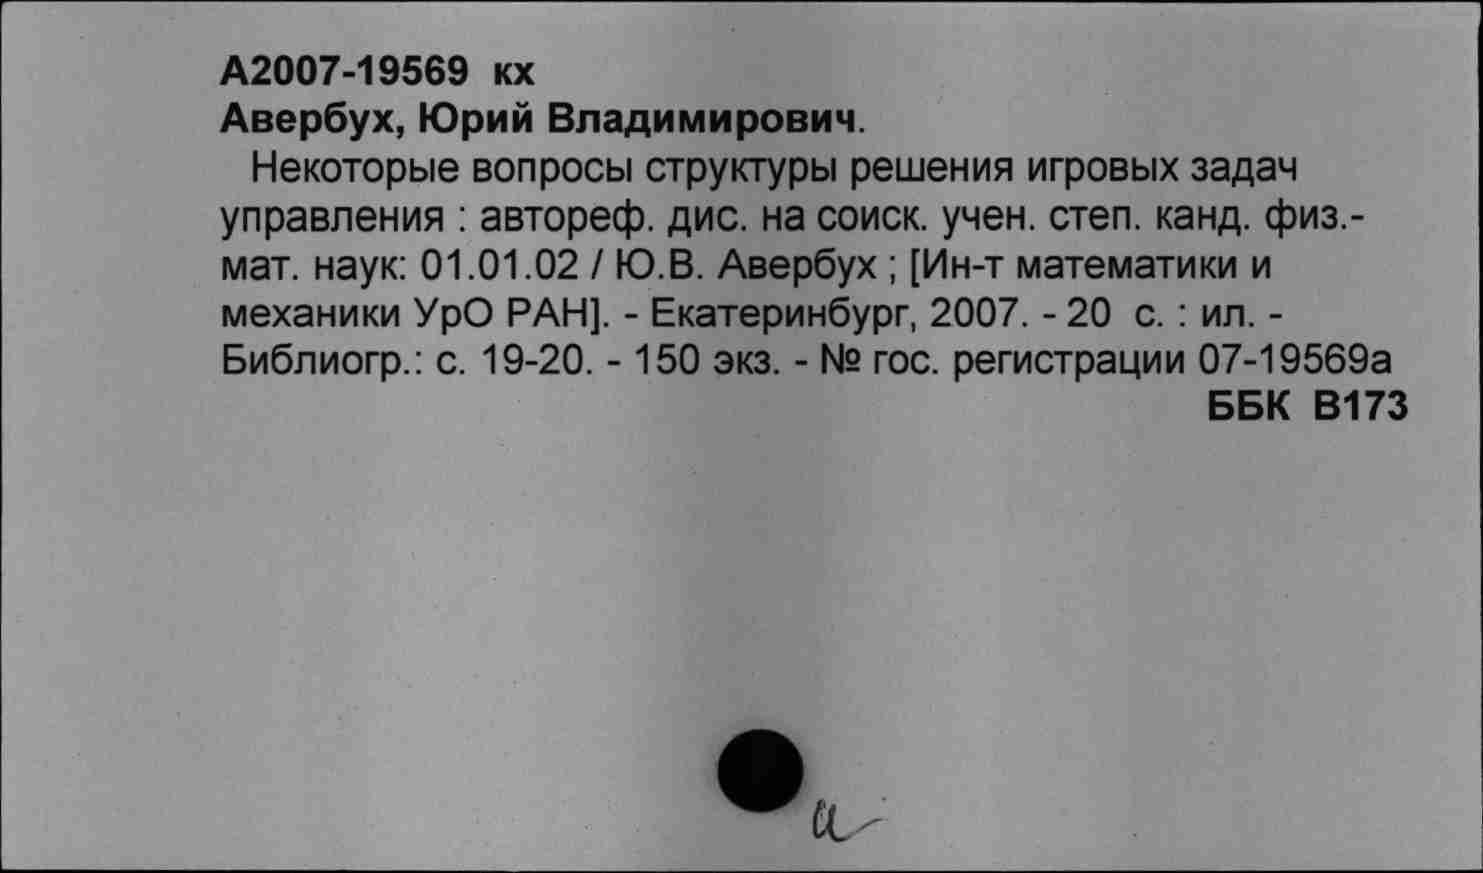 А2007-19569 кх
Авербух, Юрий Владимирович.
Некоторые вопросы структуры решения игровых задач
управления : автореф. дис. на соиск. учен. степ. канд. физ.-
мат. наук: 01.01.02 / Ю.В. Авербух ; [Ин-т математики и
механики УрО РАН]. - Екатеринбург, 2007. - 20 с. : ил. -
Библиогр.: с. 19-20. - 150 экз. - № гос. регистрации 07-19569а
ББК В173